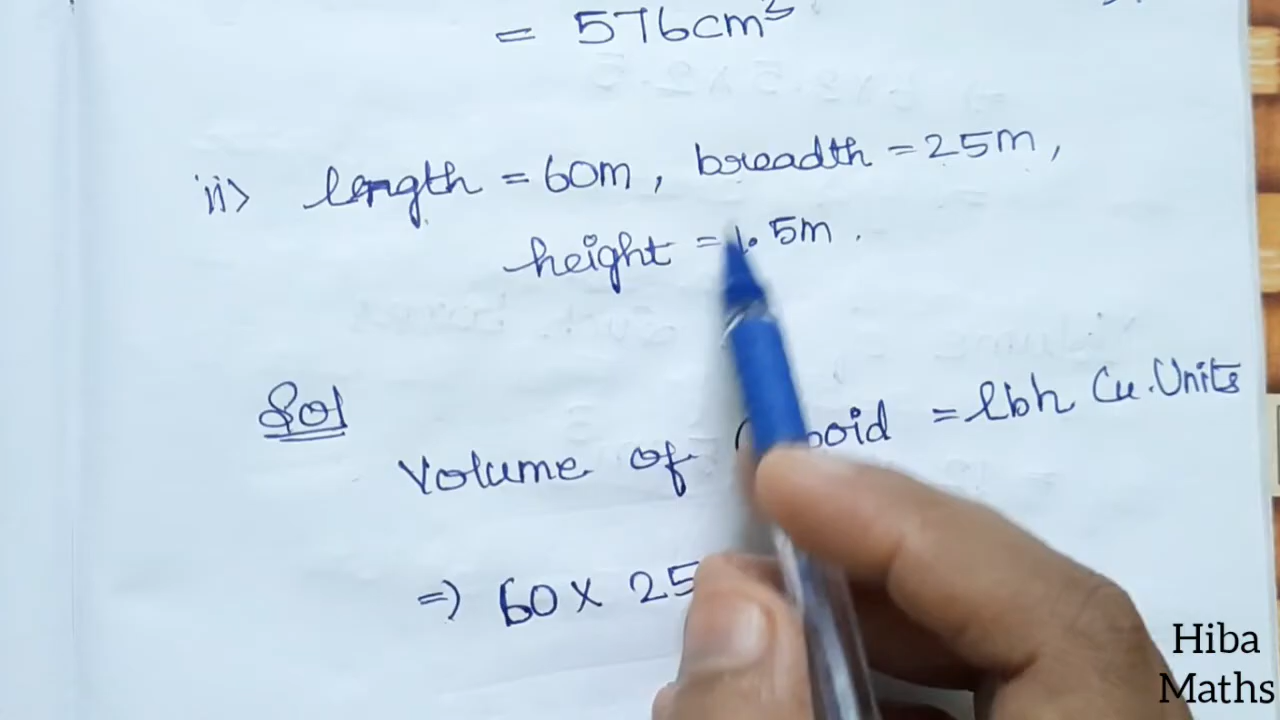 = 576cm³
ii> length = 60m, breadth = 25m,
height = 1.5m.
Sol
Volume of = lbh Cu.Units
=> 60 x 25
Hiba
Maths